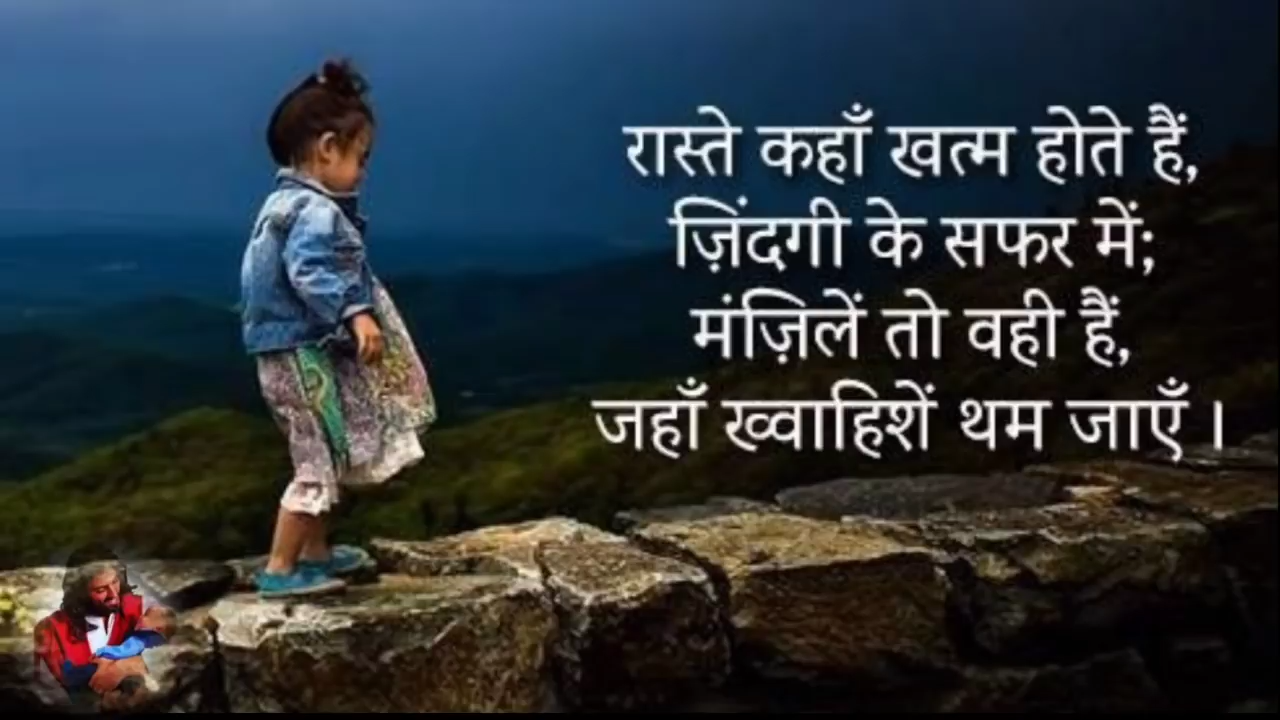 रास्ते कहाँ खत्म होते हैं,
ज़िंदगी के सफर में;
मंज़िलें तो वही हैं,
जहाँ ख्वाहिशें थम जाएँ ।